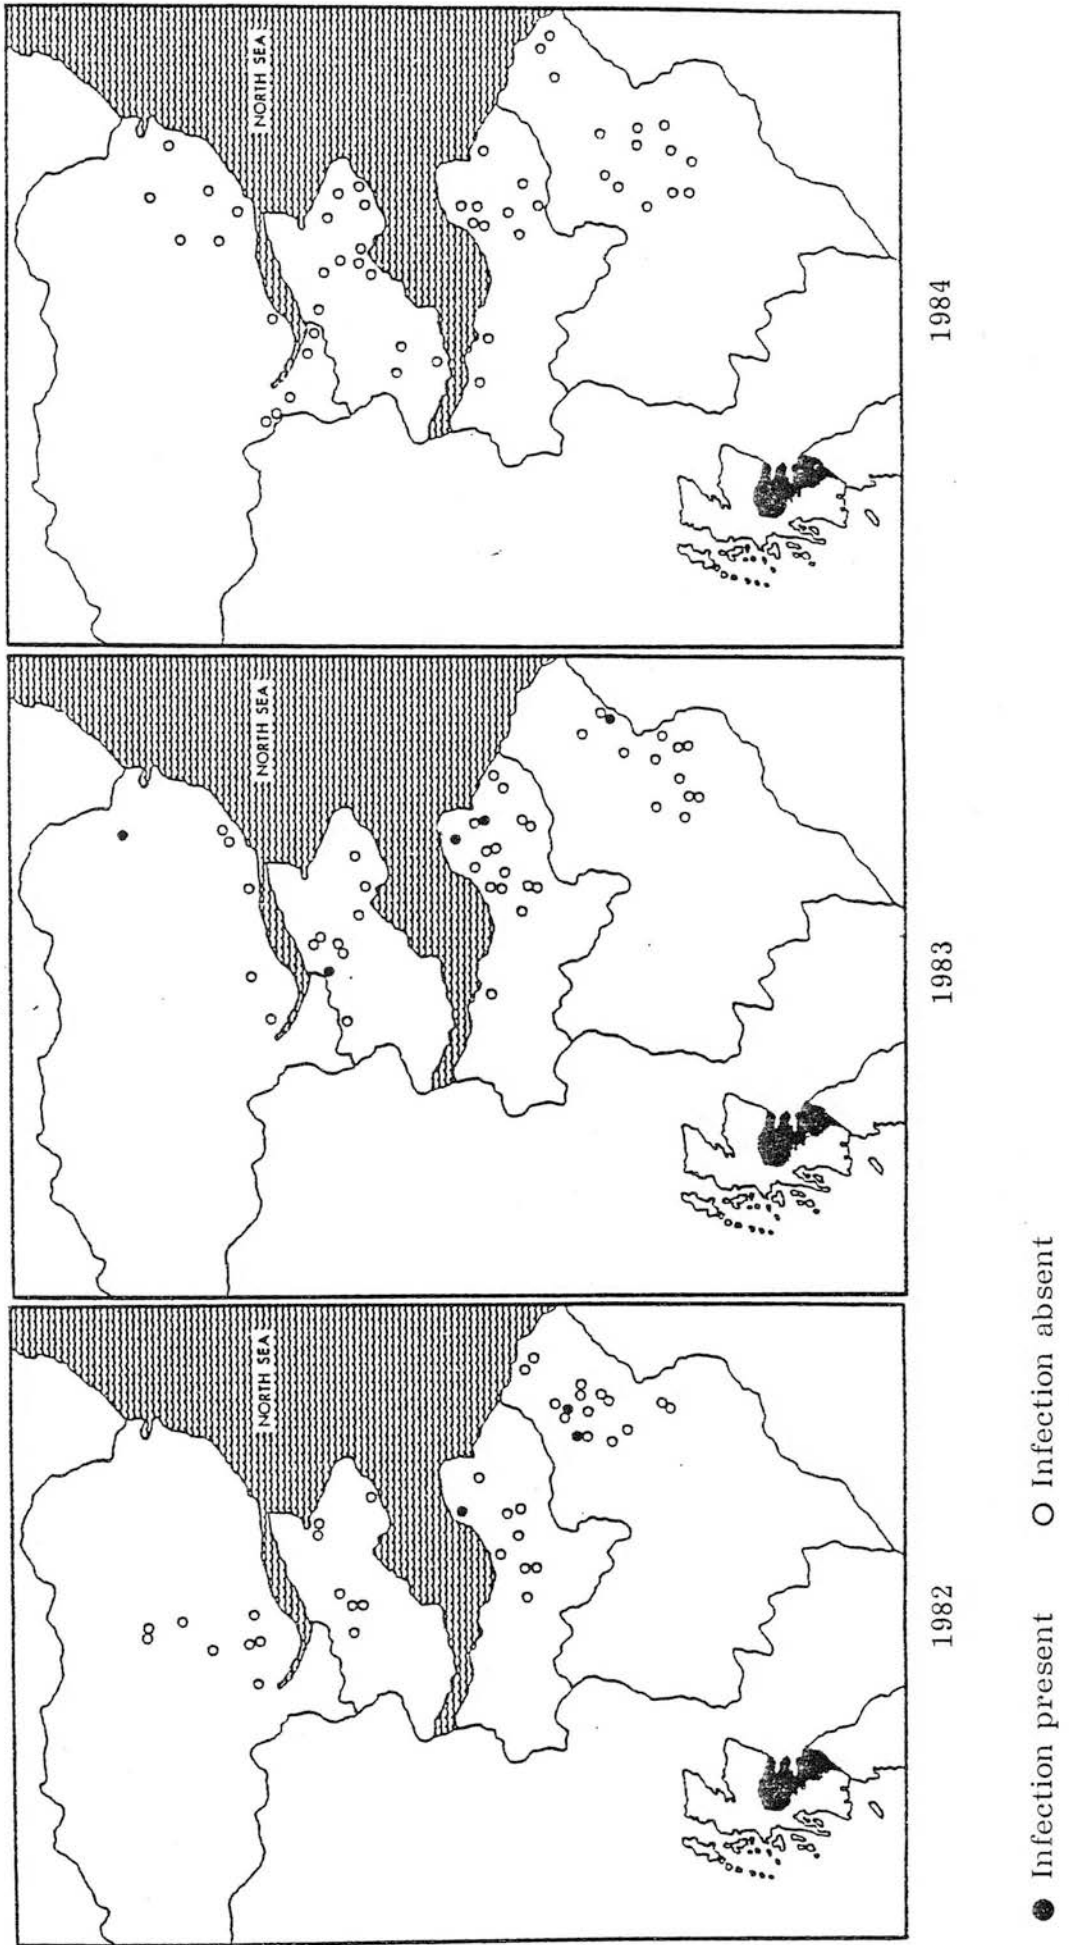 NORTH SEA
1982
NORTH SEA
1983
NORTH SEA
1984
Infection present
Infection absent